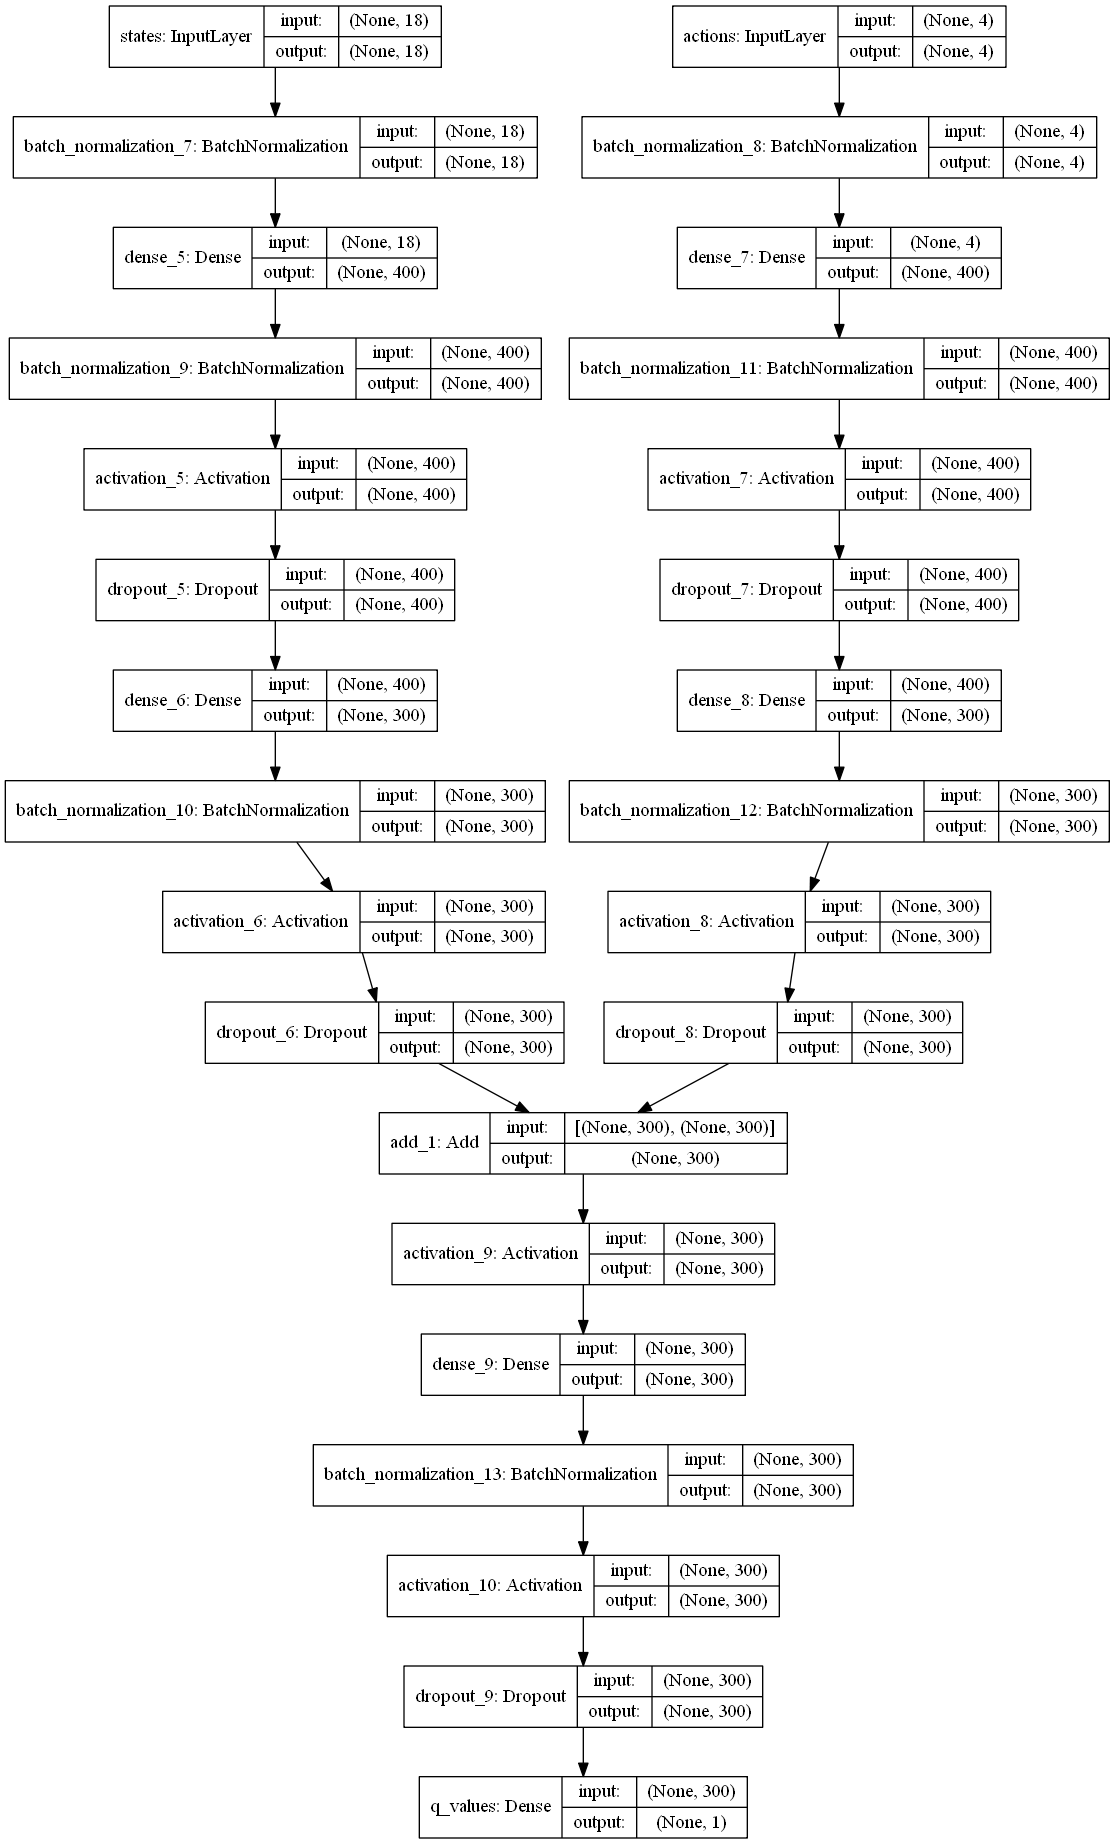 states: InputLayer
input: (None, 18)
output: (None, 18)
actions: InputLayer
input: (None, 4)
output: (None, 4)
batch_normalization_7: BatchNormalization
input: (None, 18)
output: (None, 18)
batch_normalization_8: BatchNormalization
input: (None, 4)
output: (None, 4)
dense_5: Dense
input: (None, 18)
output: (None, 400)
dense_7: Dense
input: (None, 4)
output: (None, 400)
batch_normalization_9: BatchNormalization
input: (None, 400)
output: (None, 400)
batch_normalization_11: BatchNormalization
input: (None, 400)
output: (None, 400)
activation_5: Activation
input: (None, 400)
output: (None, 400)
activation_7: Activation
input: (None, 400)
output: (None, 400)
dropout_5: Dropout
input: (None, 400)
output: (None, 400)
dropout_7: Dropout
input: (None, 400)
output: (None, 400)
dense_6: Dense
input: (None, 400)
output: (None, 300)
dense_8: Dense
input: (None, 400)
output: (None, 300)
batch_normalization_10: BatchNormalization
input: (None, 300)
output: (None, 300)
batch_normalization_12: BatchNormalization
input: (None, 300)
output: (None, 300)
activation_6: Activation
input: (None, 300)
output: (None, 300)
activation_8: Activation
input: (None, 300)
output: (None, 300)
dropout_6: Dropout
input: (None, 300)
output: (None, 300)
dropout_8: Dropout
input: (None, 300)
output: (None, 300)
add_1: Add
input: [(None, 300), (None, 300)]
output: (None, 300)
activation_9: Activation
input: (None, 300)
output: (None, 300)
dense_9: Dense
input: (None, 300)
output: (None, 300)
batch_normalization_13: BatchNormalization
input: (None, 300)
output: (None, 300)
activation_10: Activation
input: (None, 300)
output: (None, 300)
dropout_9: Dropout
input: (None, 300)
output: (None, 300)
q_values: Dense
input: (None, 300)
output: (None, 1)